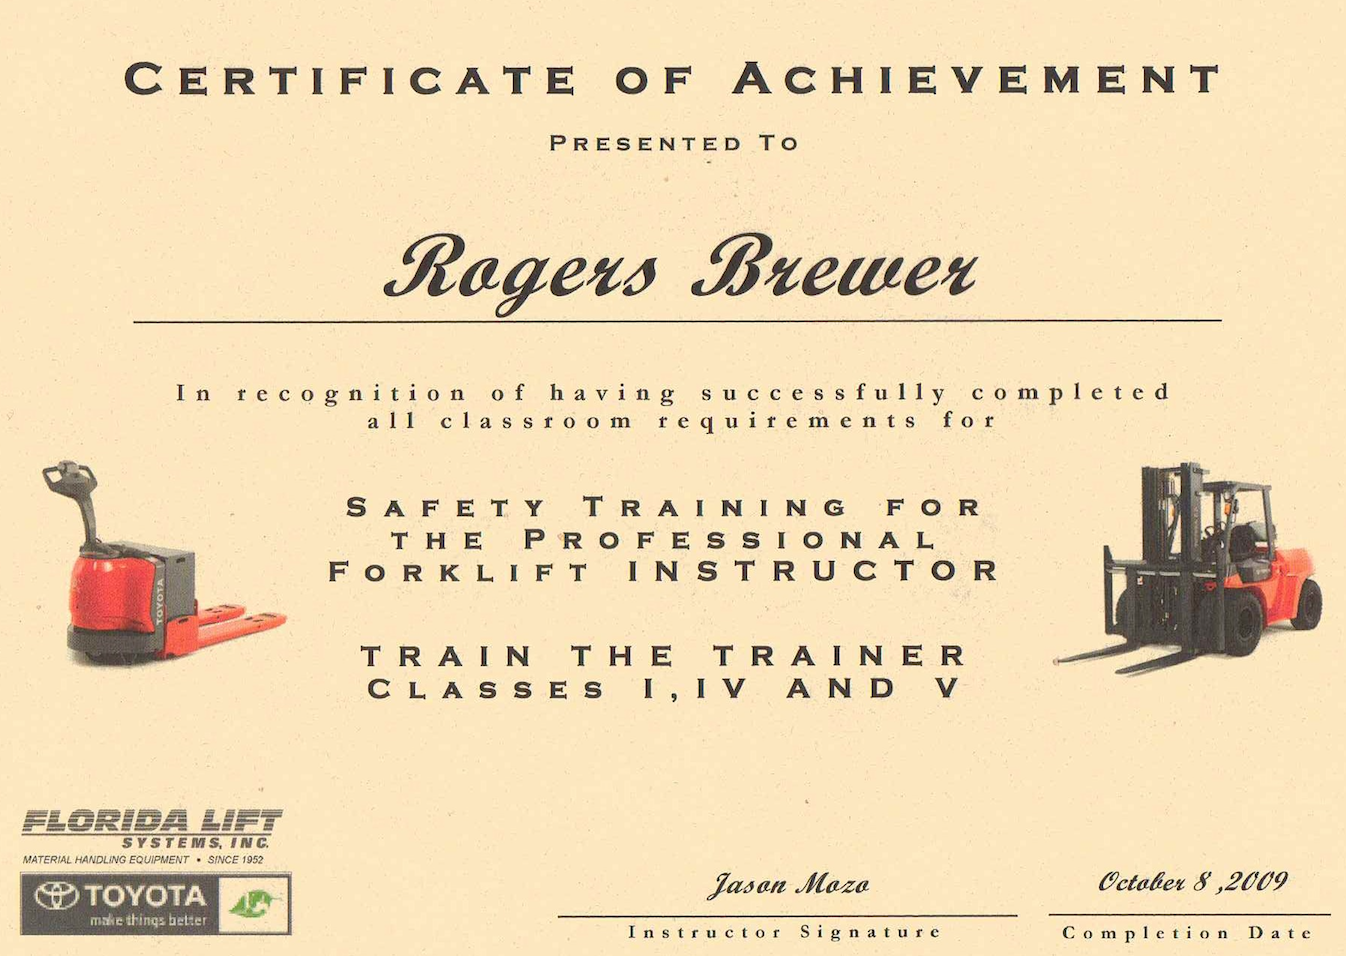 Certificate of Achievement
Presented To
Rogers Brewer
In recognition of having successfully completed
all classroom requirements for
Safety Training for
the Professional
Forklift INSTRUCTOR
TRAIN THE TRAINER
Classes I,IV AND V
TOYOTA
FLORIDA LIFT
SYSTEMS, INC.
MATERIAL HANDLING EQUIPMENT • SINCE 1952
TOYOTA
make things better
Jason Mozo
Instructor Signature
October 8 ,2009
Completion Date